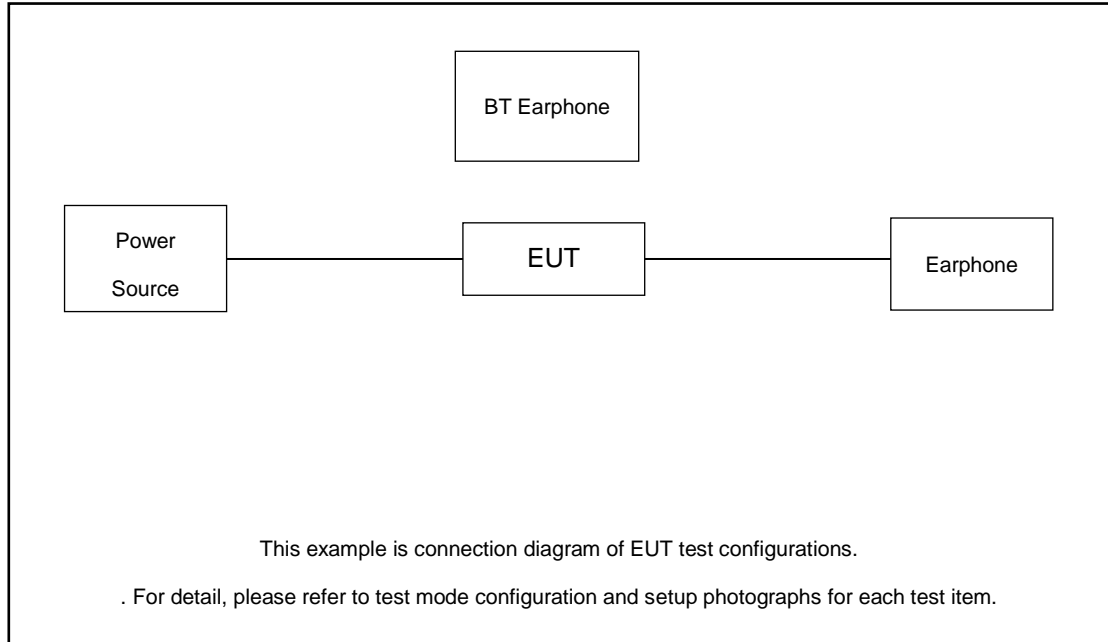 BT Earphone
Power
Source
EUT
Earphone
This example is connection diagram of EUT test configurations.
. For detail, please refer to test mode configuration and setup photographs for each test item.